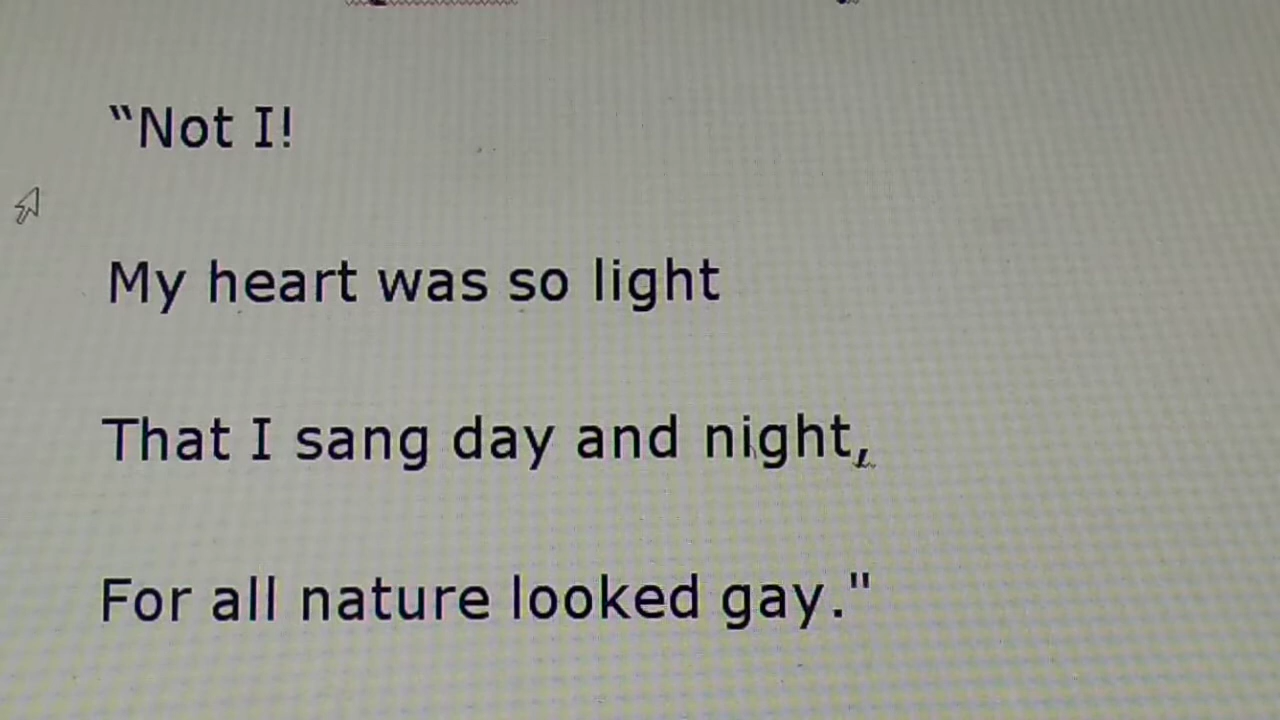 “Not I!
My heart was so light
That I sang day and night,
For all nature looked gay."